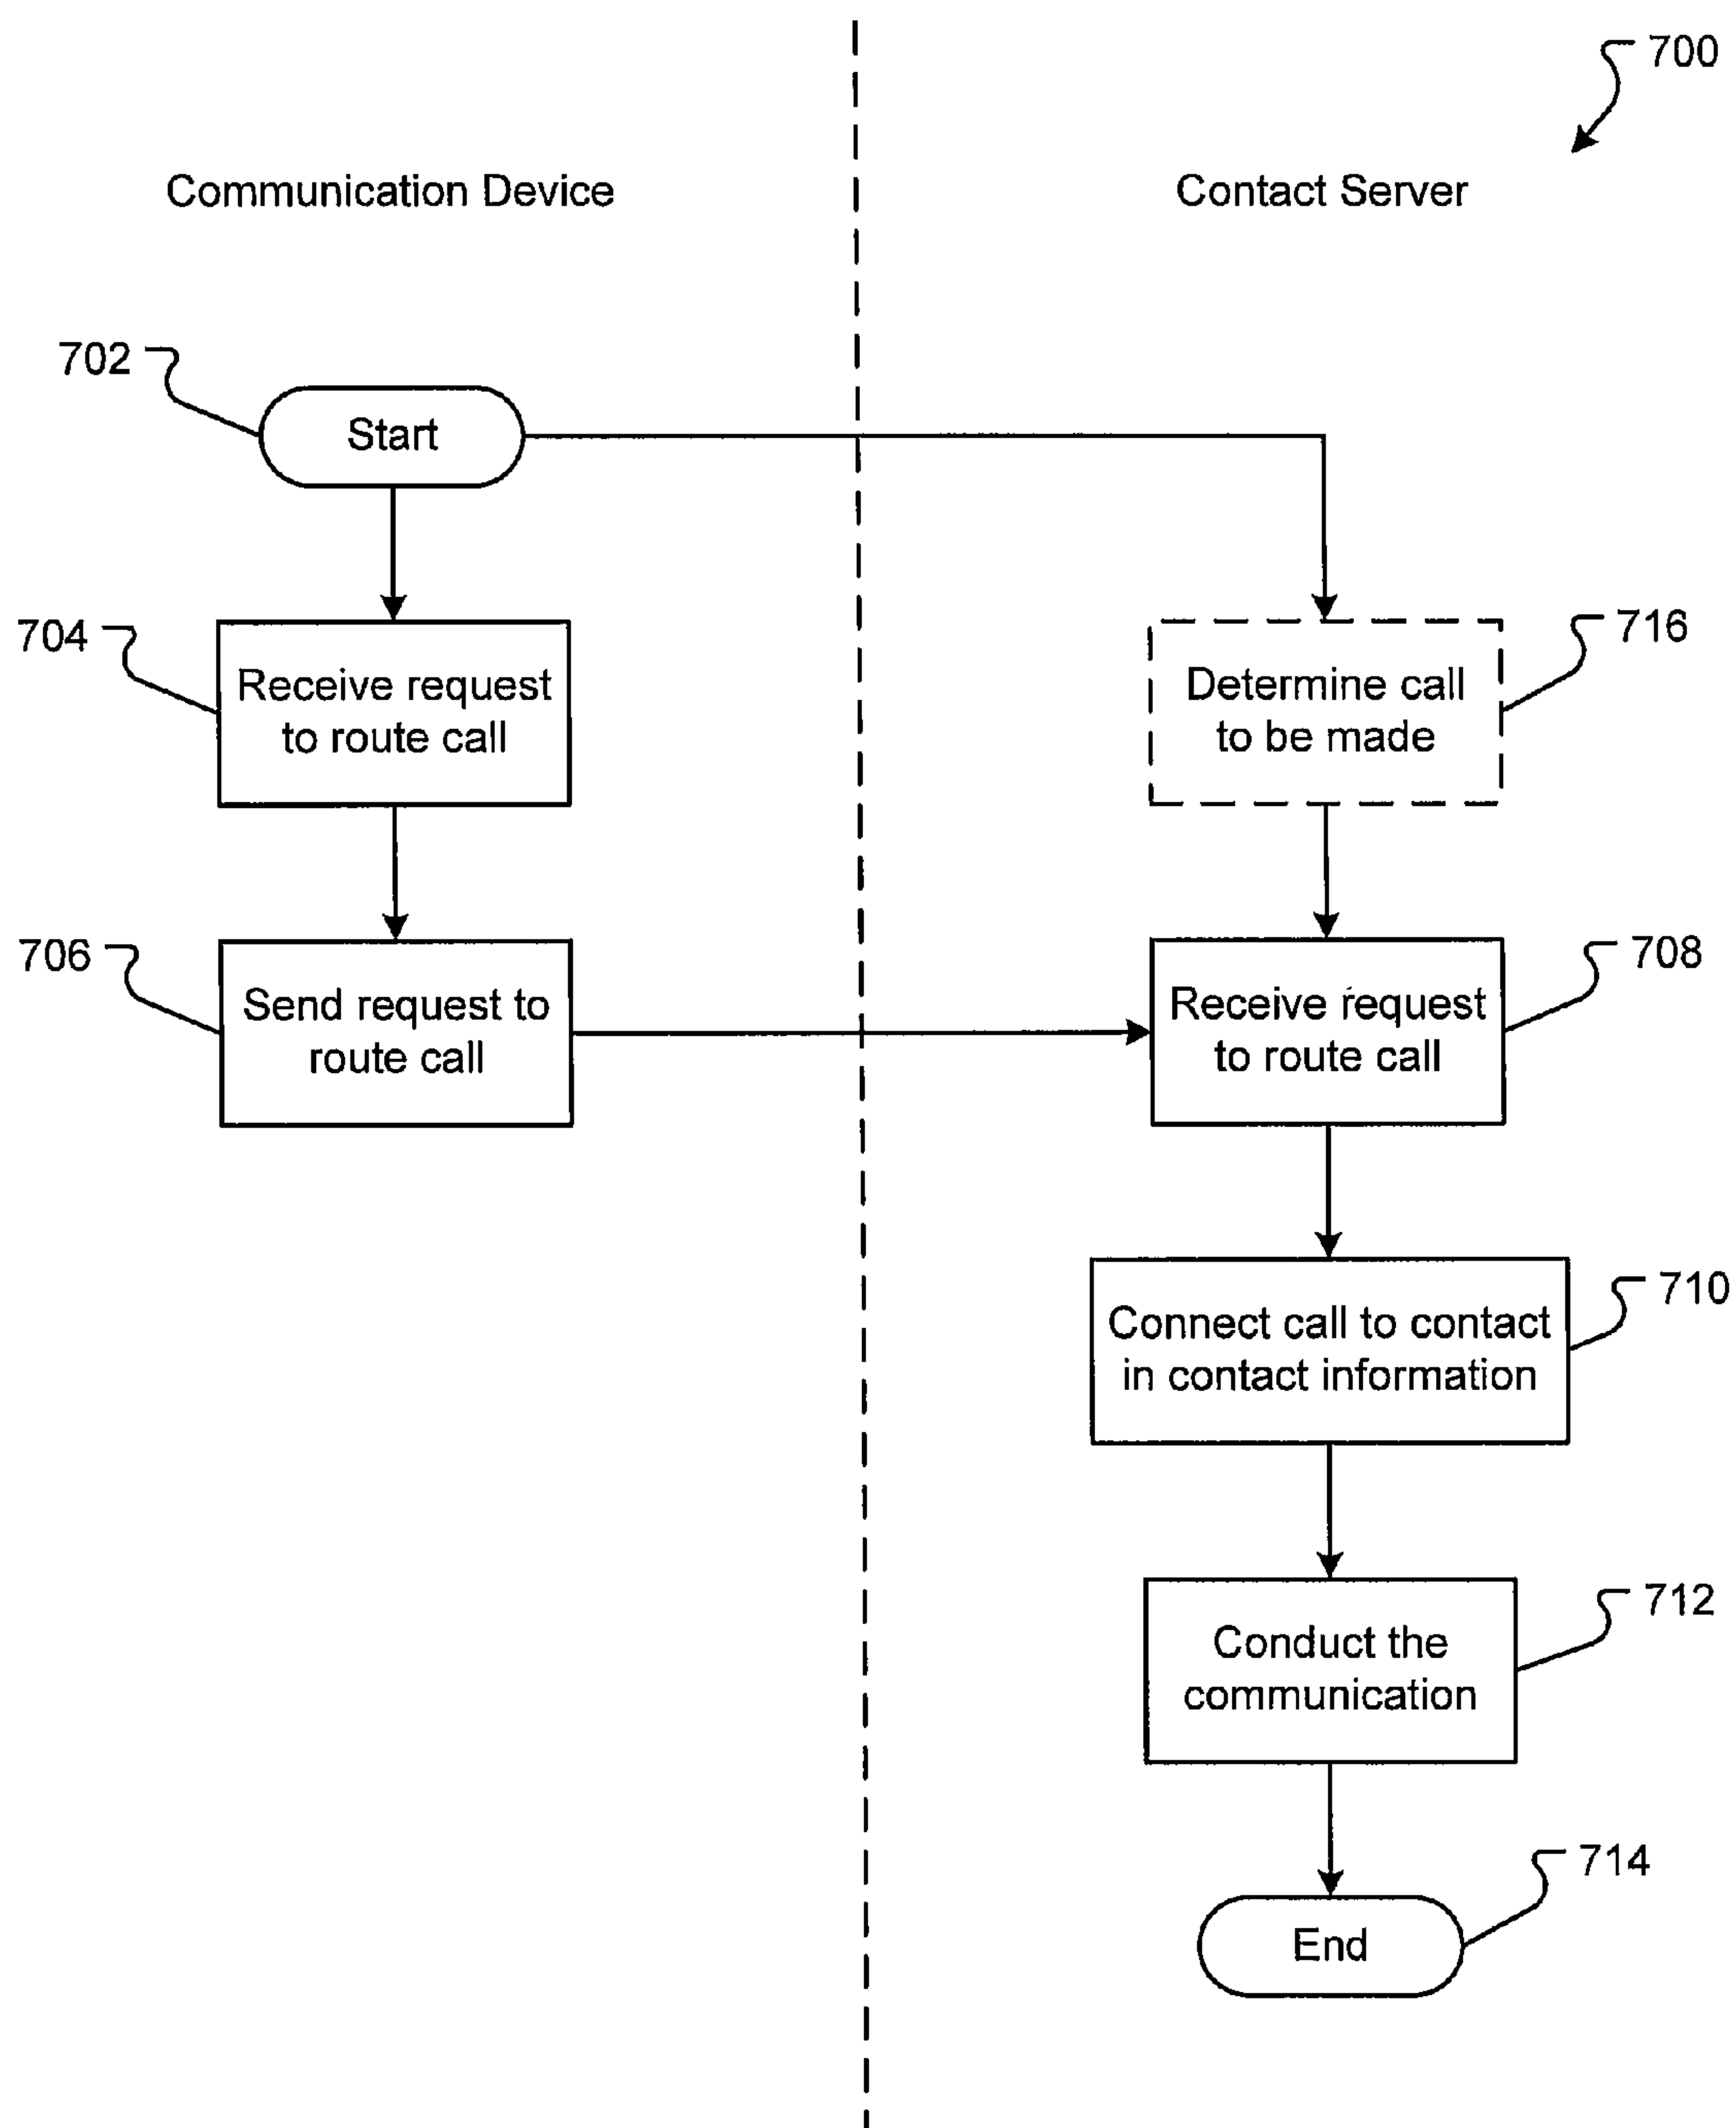 700
Communication Device
Contact Server
702
Start
704
Receive request
to route call
716
Determine call
to be made
706
Send request to
route call
708
Receive request
to route call
710
Connect call to contact
in contact information
712
Conduct the
communication
714
End